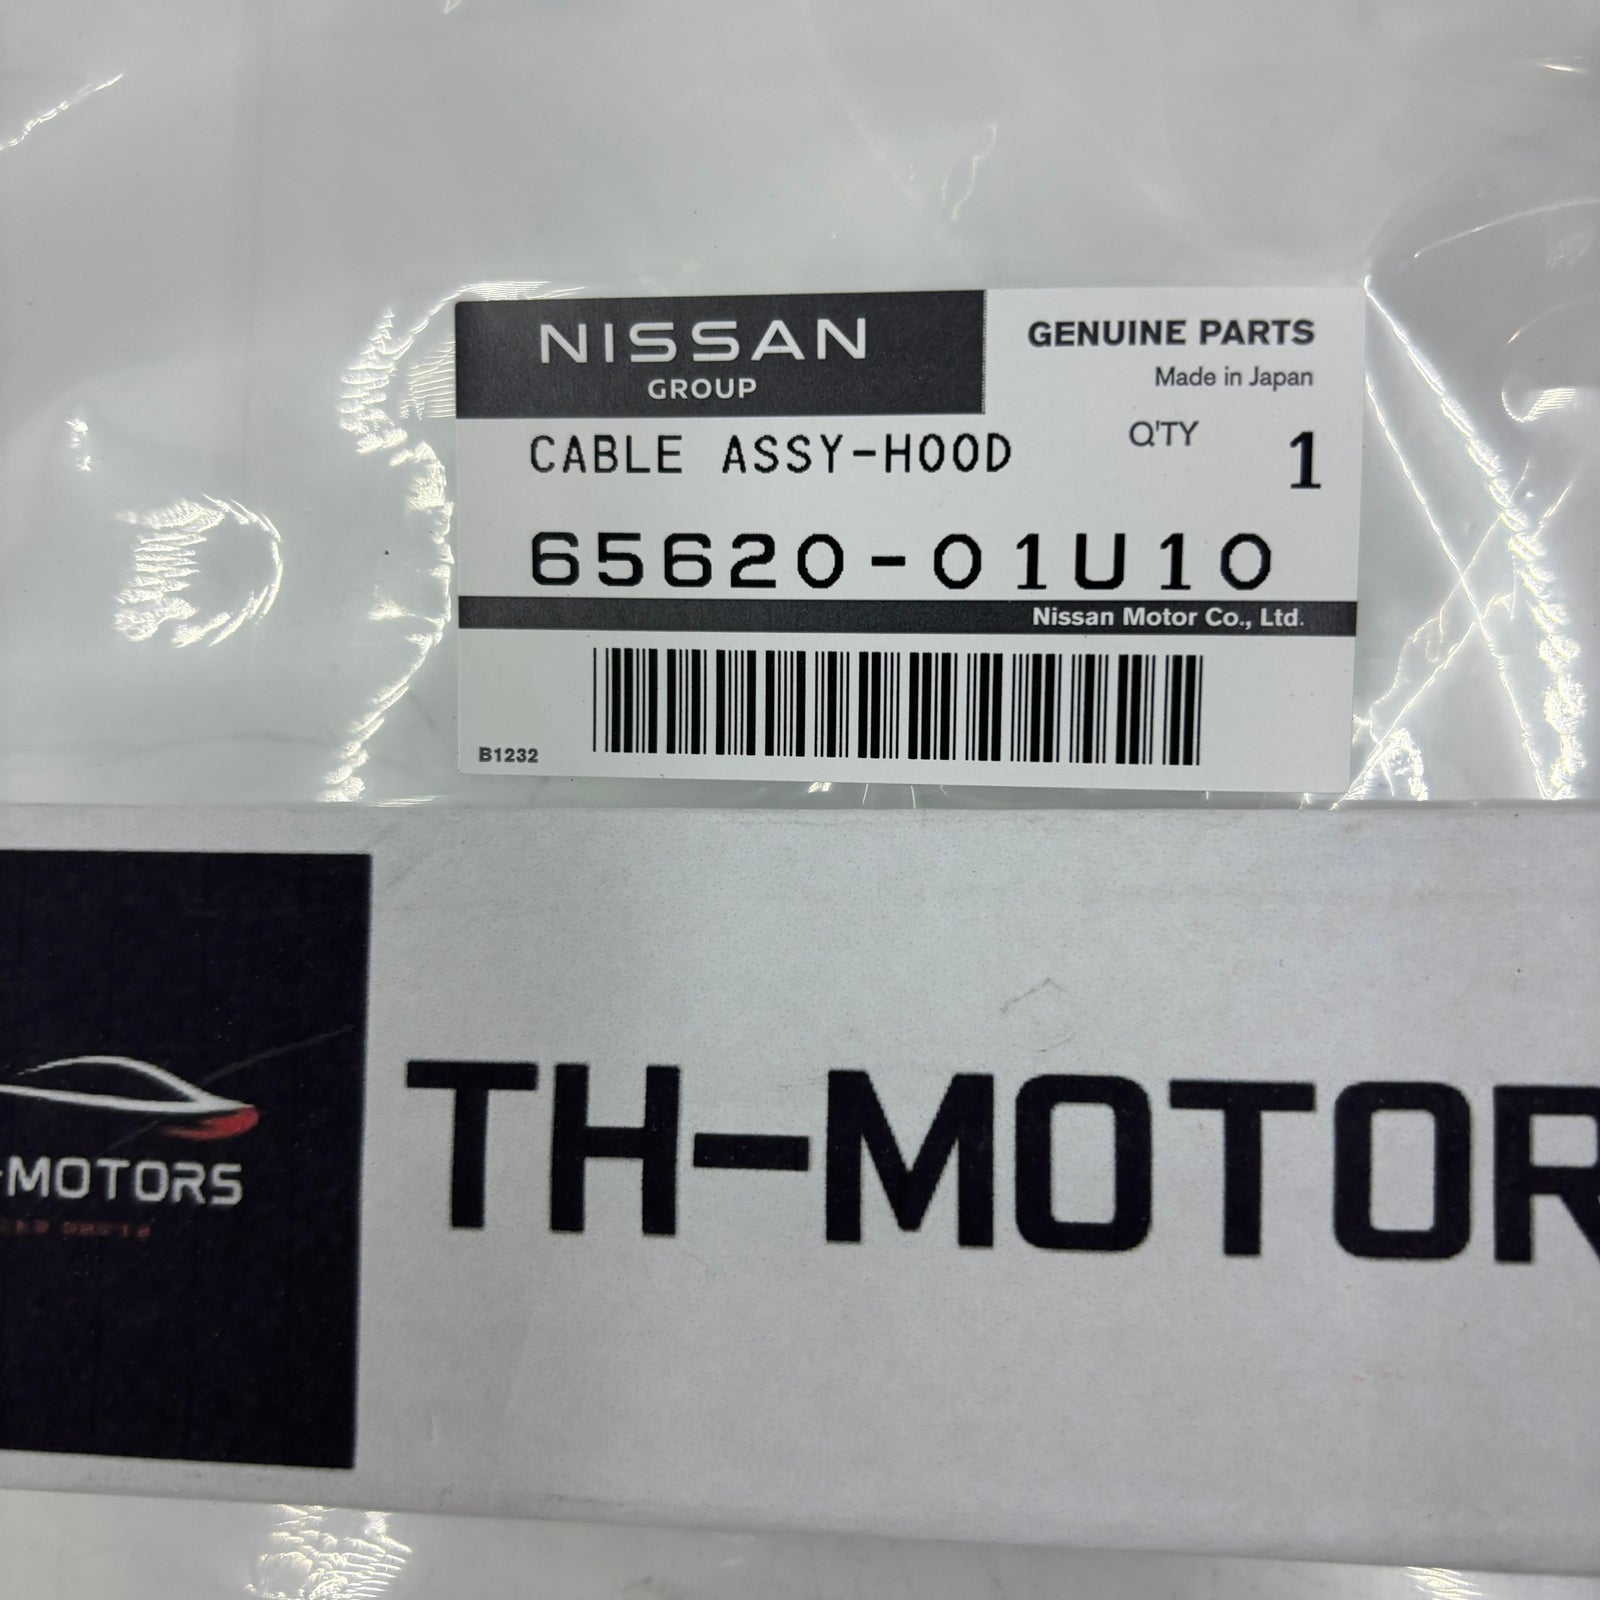 NISSAN
GROUP
GENUINE PARTS
Made in Japan
CABLE ASSY-HOOD
Q'TY 1
65620-01U10
Nissan Motor Co., Ltd.
B1232
-MOTORS
TH-MOTOR